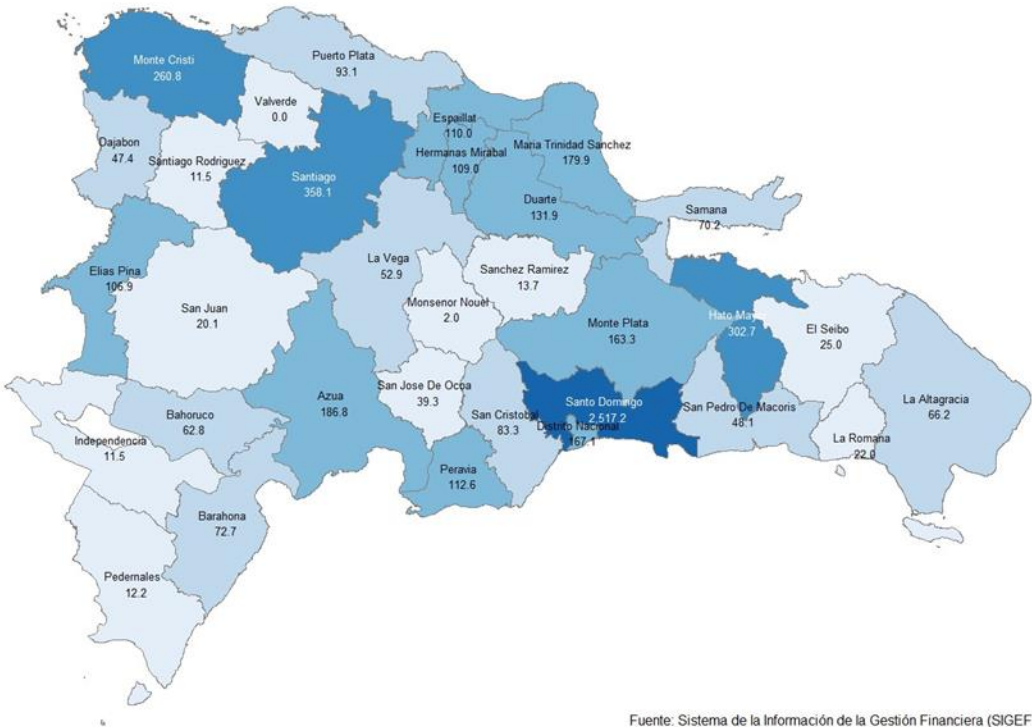 Monte Cristi
260.8
Puerto Plata
93.1
Valverde
0.0
Espaillat
110.0
Dajabon
47.4
Santiago Rodriguez
11.5
Hermanas Mirabal
109.0
Maria Trinidad Sanchez
179.9
Santiago
358.1
Duarte
131.9
Samana
70.2
Elias Pina
106.9
La Vega
52.9
Sanchez Ramirez
13.7
San Juan
20.1
Monsenor Nouel
2.0
Monte Plata
163.3
Hato Mayor
302.7
El Seibo
25.0
San Jose De Ocoa
39.3
Azua
186.8
Bahoruco
62.8
San Cristobal
83.3
Santo Domingo
2,517.2
Distrito Nacional
167.1
San Pedro De Macoris
48.1
La Altagracia
66.2
La Romana
22.0
Independencia
11.5
Peravia
112.6
Barahona
72.7
Pedernales
12.2
Fuente: Sistema de la Información de la Gestión Financiera (SIGEF